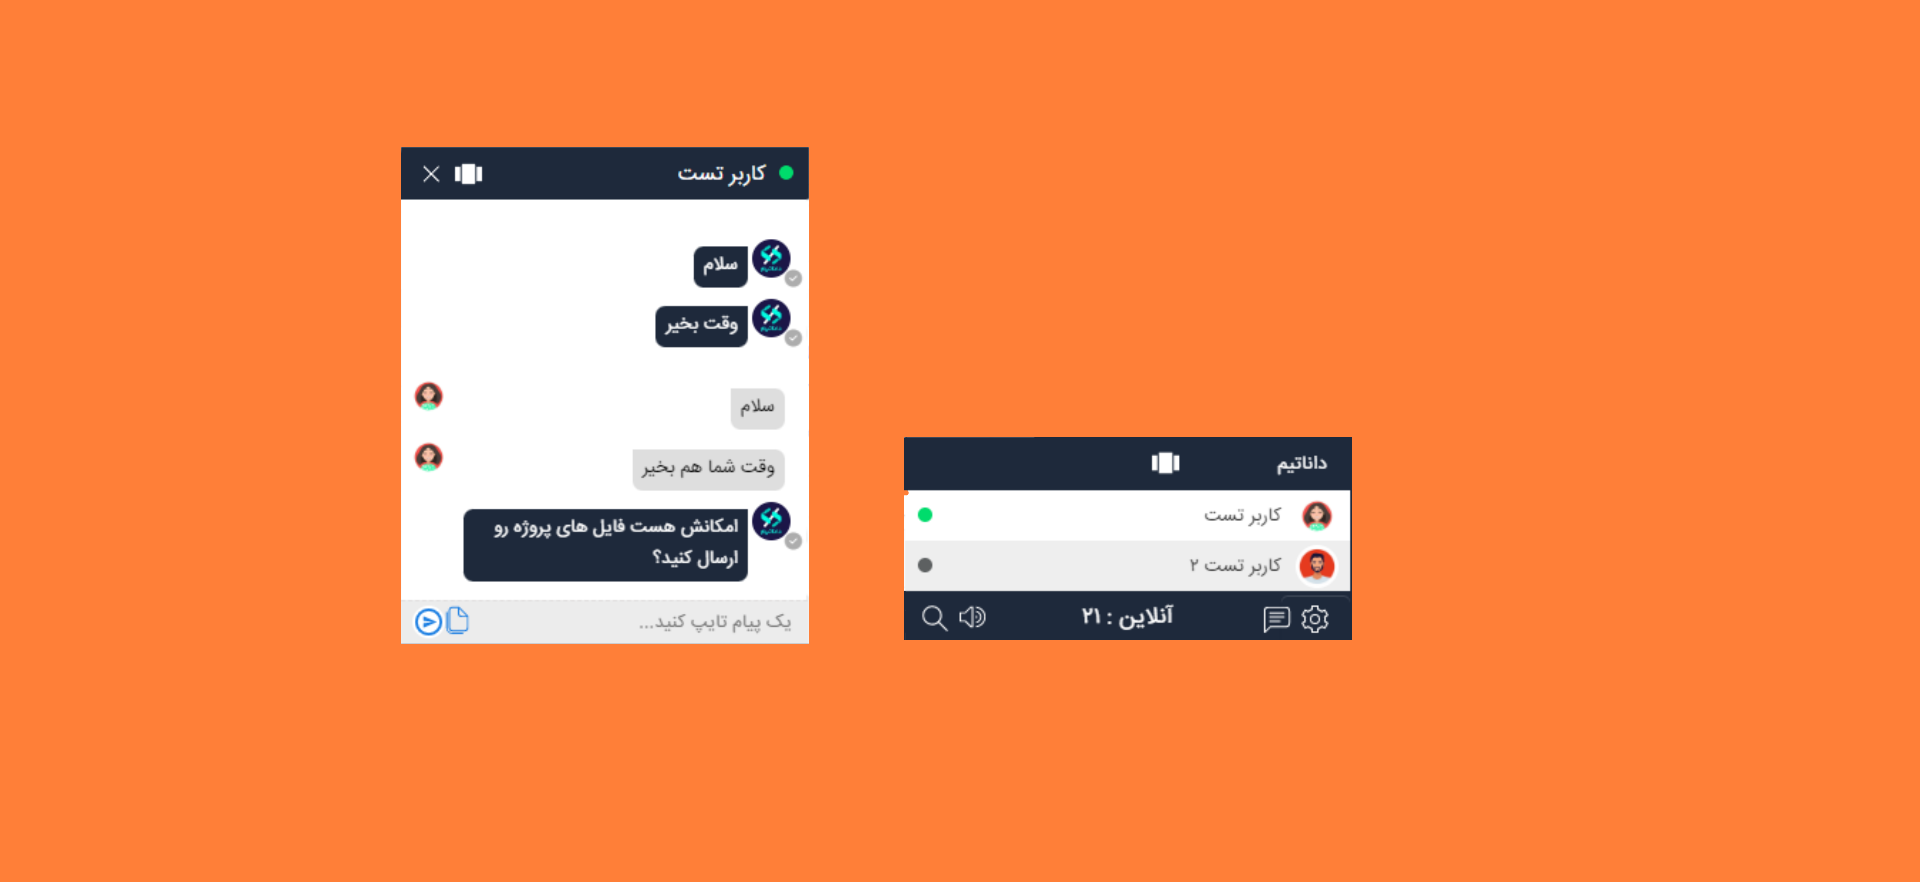 کاربر تست
سلام
وقت بخیر
سلام
وقت شما هم بخیر
امکانش هست فایل های پروژه رو
ارسال کنید؟
یک پیام تایپ کنید...
داناتیم
کاربر تست
کاربر تست ۲
آنلاین : ۲۱